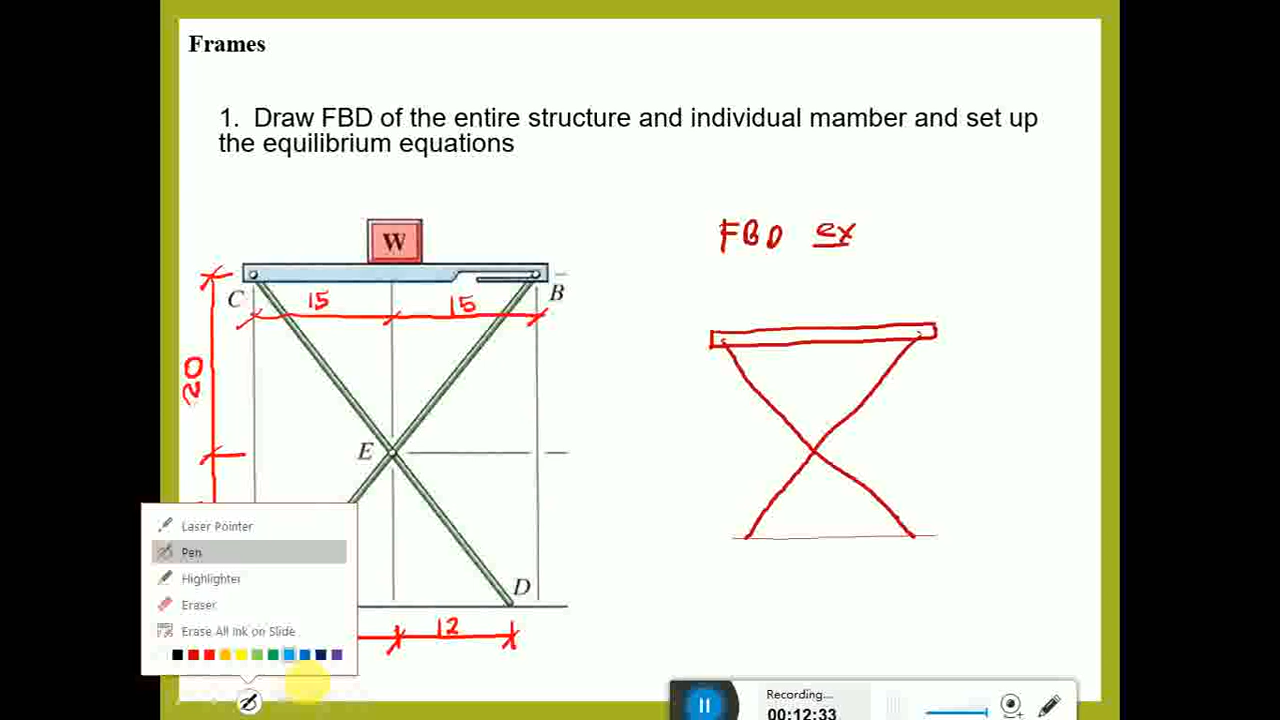 Frames
1. Draw FBD of the entire structure and individual mamber and set up
the equilibrium equations
W
FBD ex
C
15
15
B
20
E
Laser Pointer
Pen
Highlighter
Eraser
Erase All Ink on Slide
D
12
Recording...
00:12:33